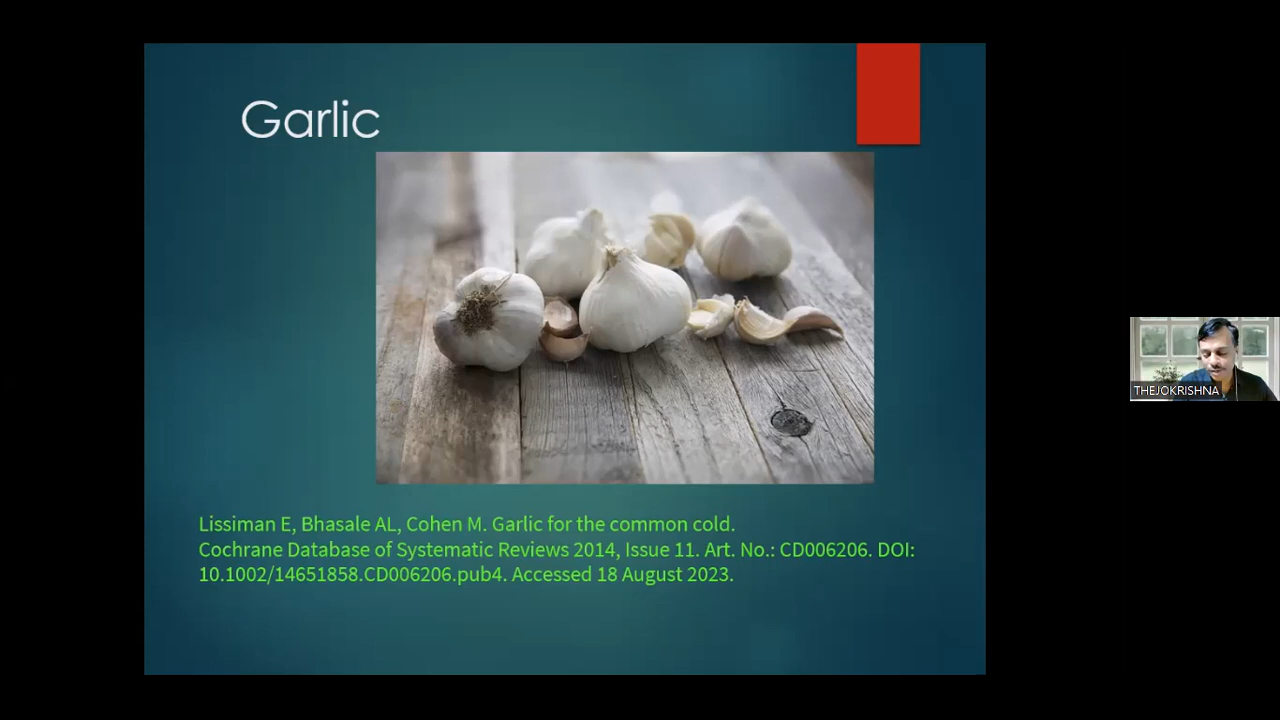 Garlic
Lissiman E, Bhasale AL, Cohen M. Garlic for the common cold.
Cochrane Database of Systematic Reviews 2014, Issue 11. Art. No.: CD006206. DOI:
10.1002/14651858.CD006206.pub4. Accessed 18 August 2023.
THEJOKRISHNA